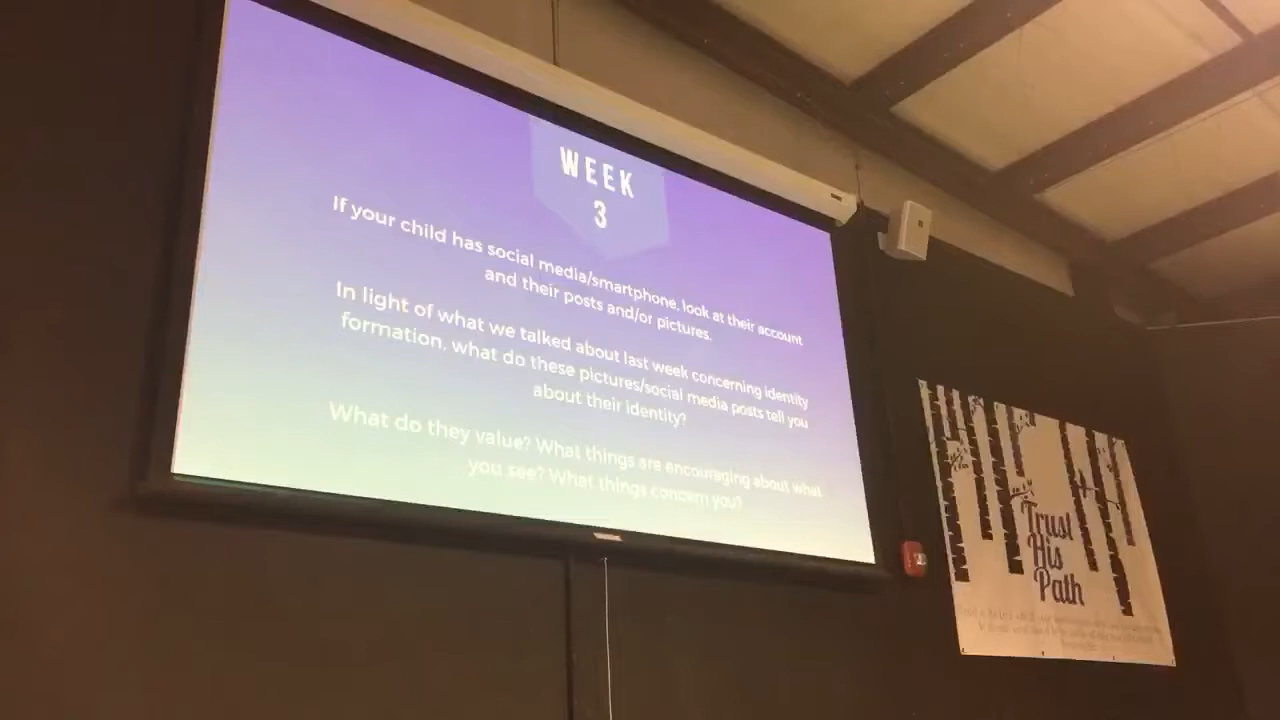 WEEK
3
If your child has social media/smartphone, look at their account
and their posts and/or pictures.
In light of what we talked about last week concerning identity
formation, what do these pictures/social media posts tell you
about their identity?
What do they value? What things are encouraging about what
you see? What things concern you?
Trust
His
Path